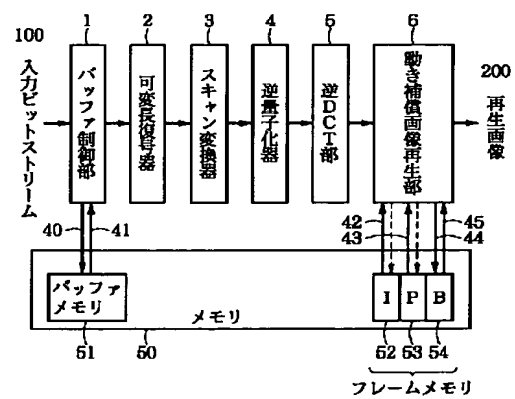 100
入力ビットストリーム
1
バッファ制御部
2
可変長復号器
3
スキャン変換器
4
逆量子化器
5
逆DCT部
6
動き補償画像再生部
200
再生画像
40
41
42
43
45
44
バッファ
メモリ
メモリ
I
P
B
51
50
52
53
54
フレームメモリ